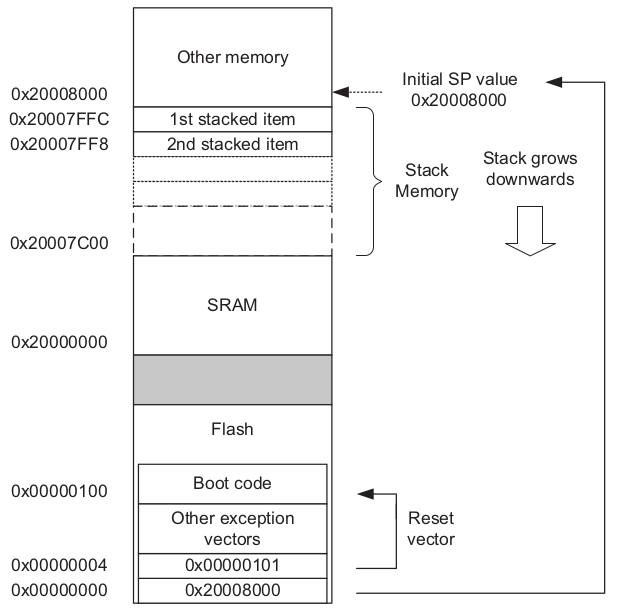 Other memory
Initial SP value
0x20008000
0x20008000
0x20007FFC
1st stacked item
0x20007FF8
2nd stacked item
Stack
Memory
Stack grows
downwards
0x20007C00
SRAM
0x20000000
Flash
0x00000100
Boot code
Other exception
vectors
Reset
vector
0x00000004
0x00000101
0x00000000
0x20008000